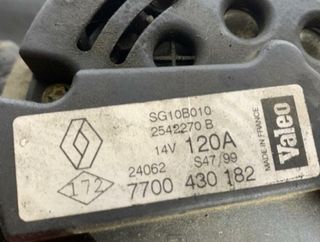 SG10B010
2542270 B
14V 120A
24062 S47/99
172
7700 430 182
MADE IN FRANCE
Valeo